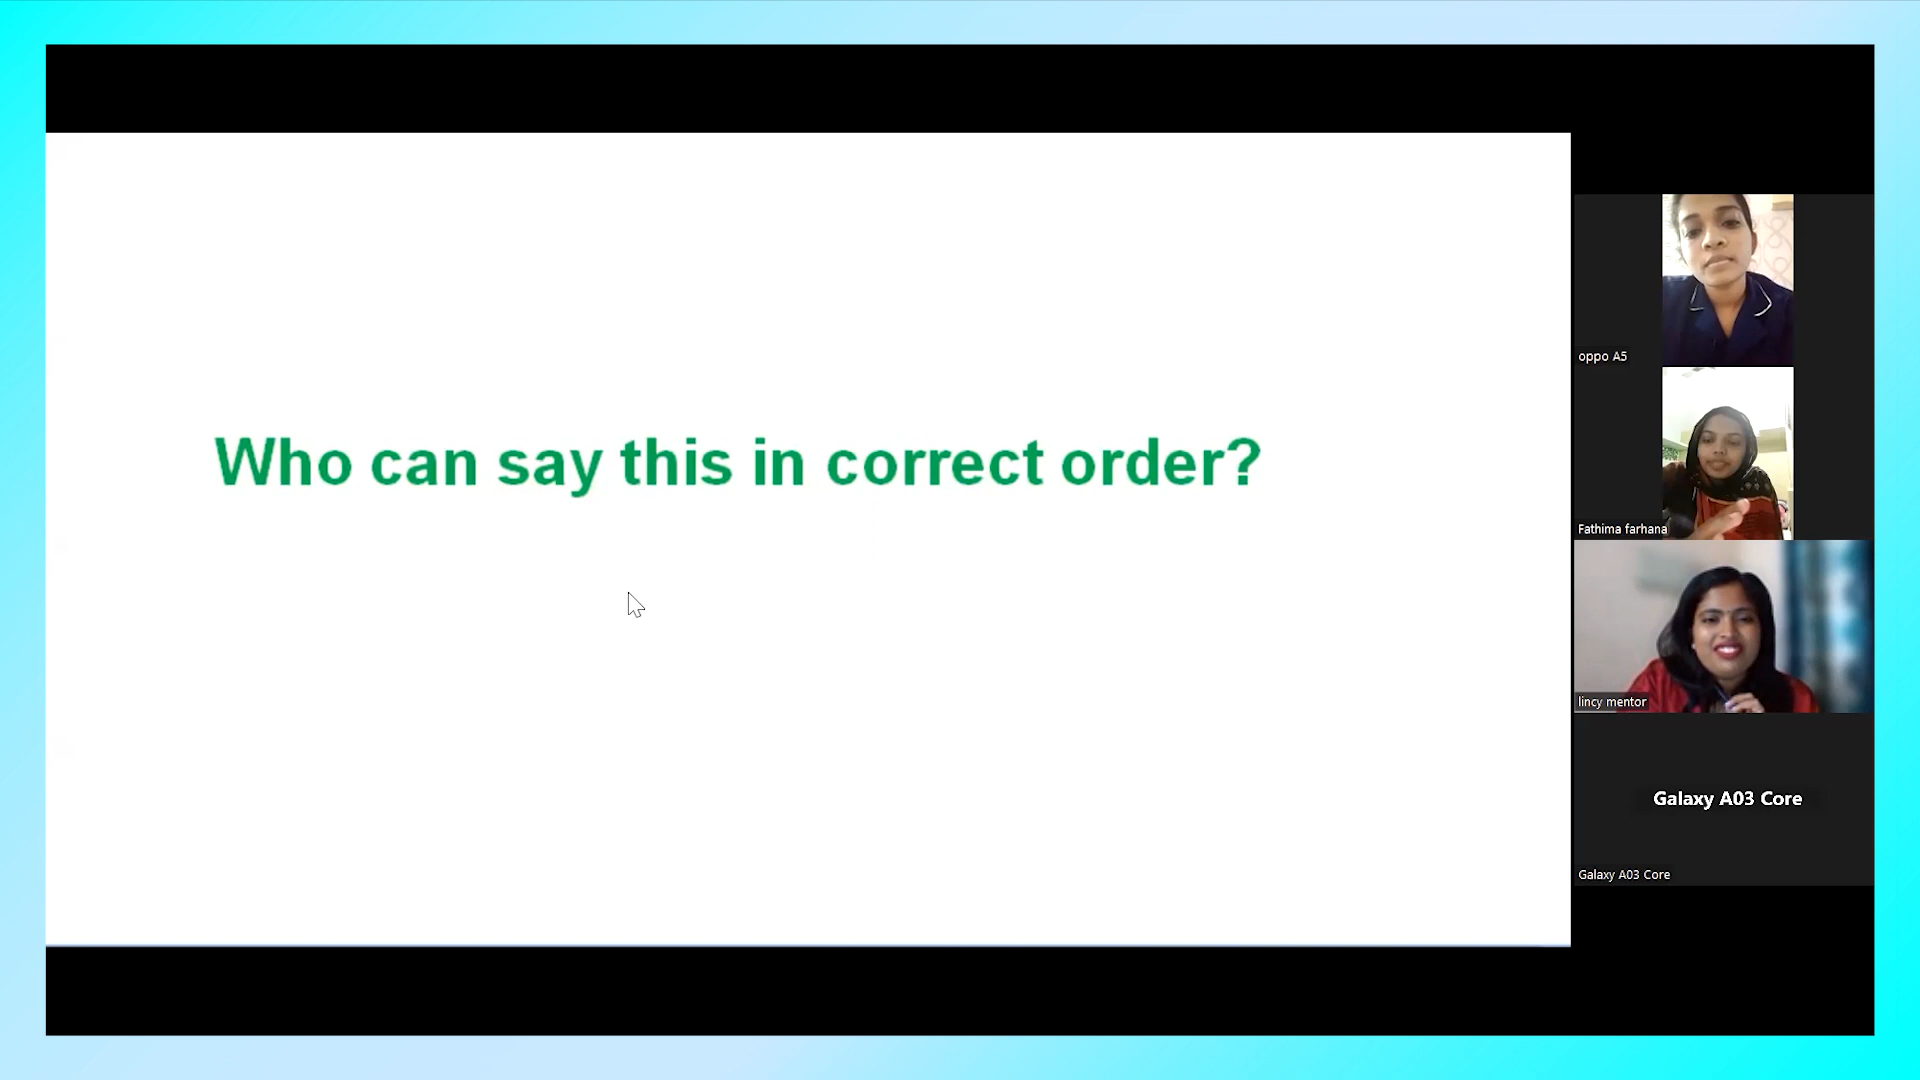 Who can say this in correct order?
oppo A5
Fathima farhana
lincy mentor
Galaxy A03 Core
Galaxy A03 Core